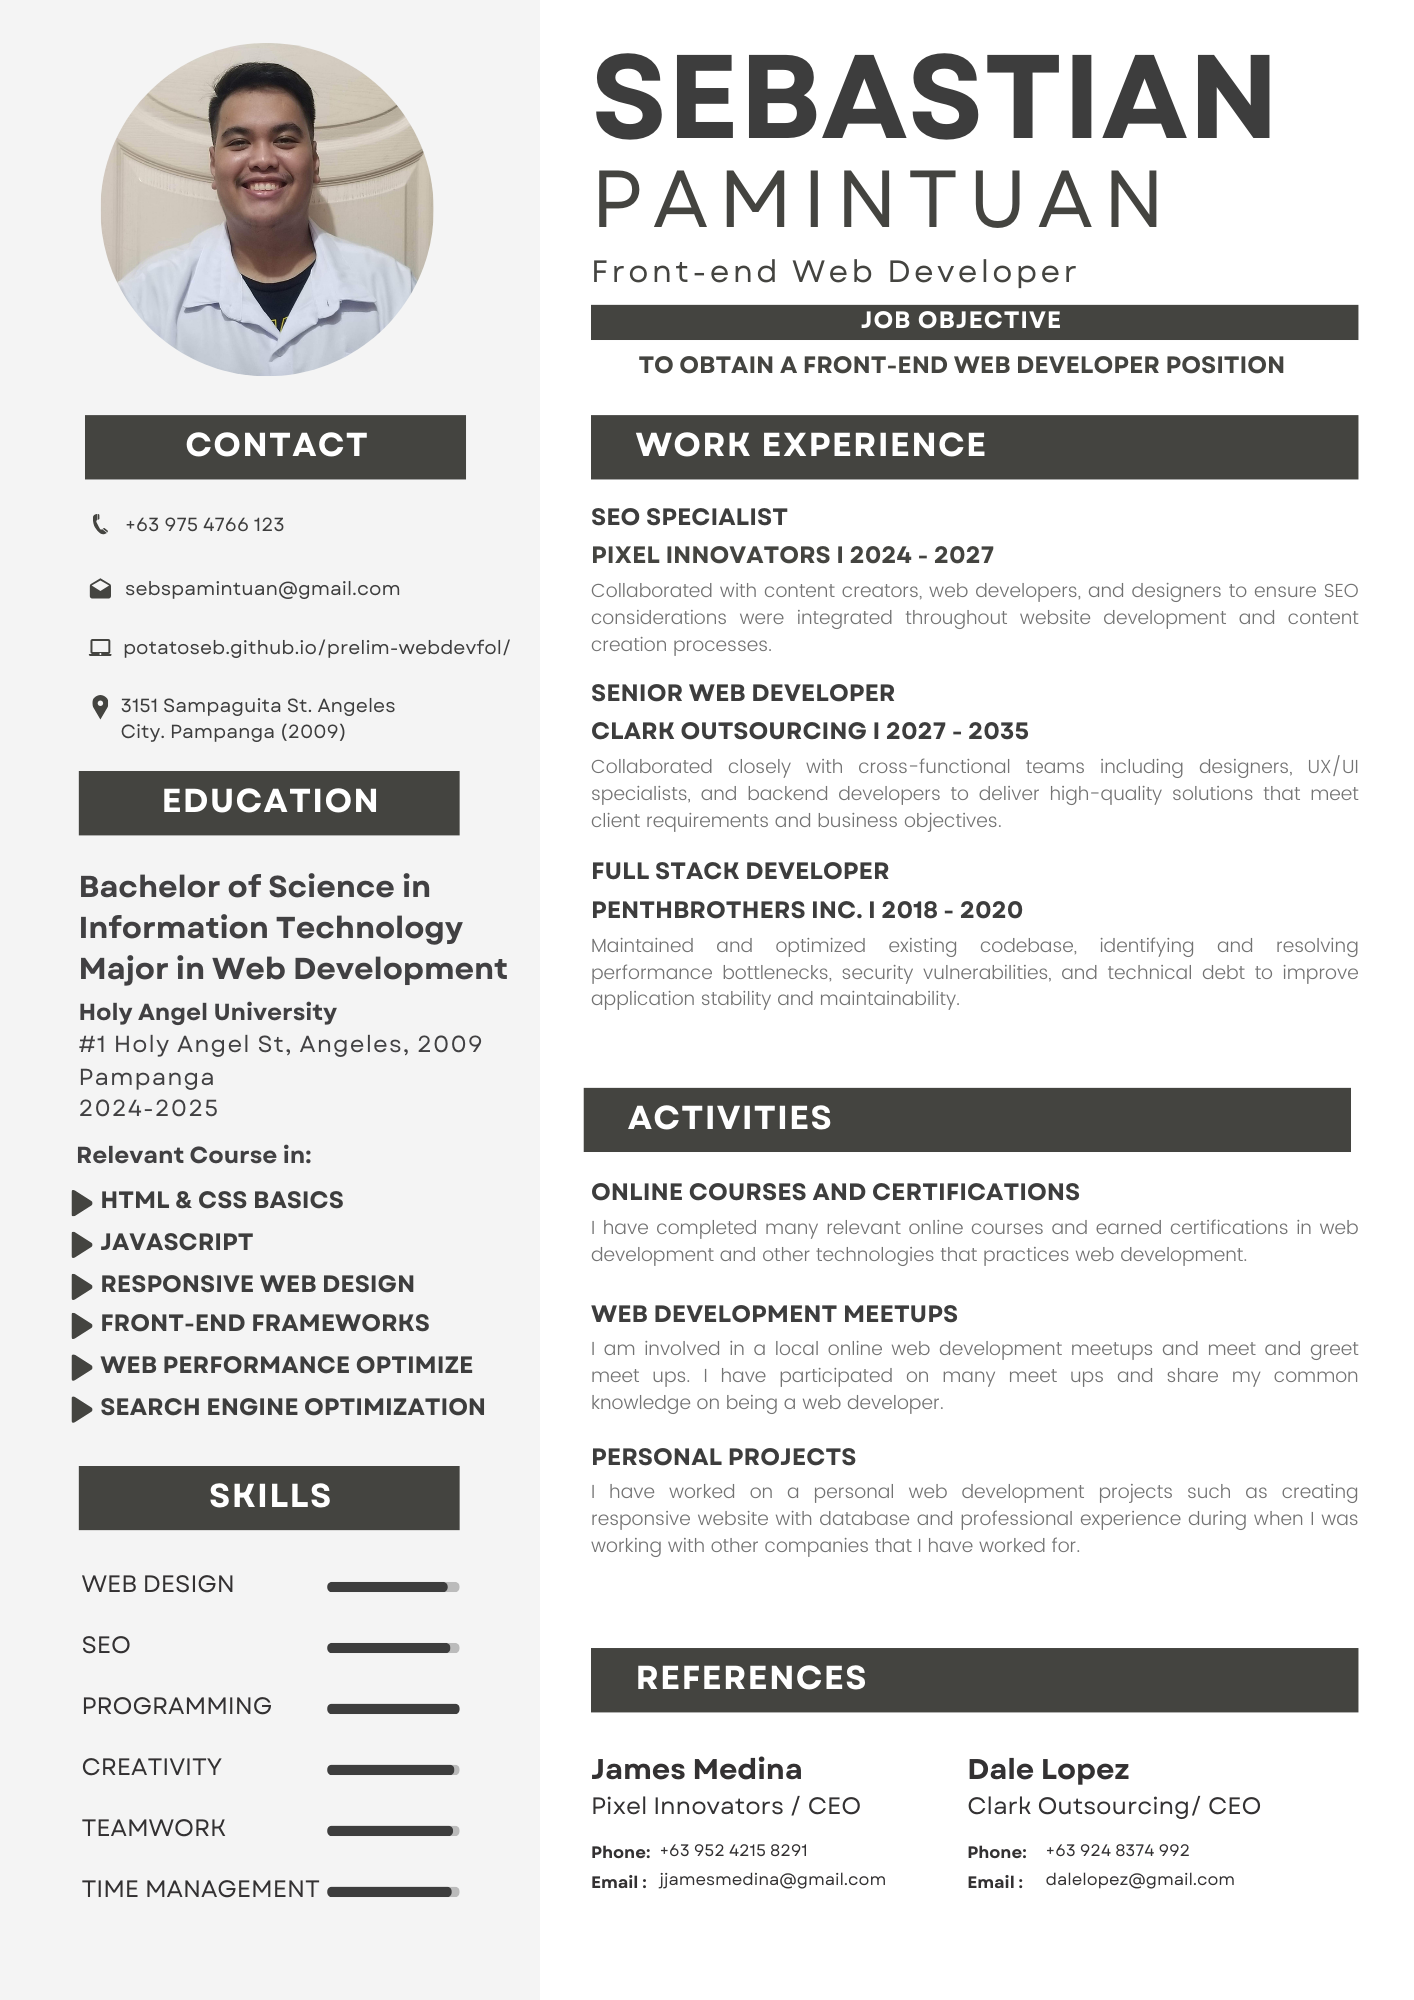 SEBASTIAN
PAMINTUAN
Front-end Web Developer
JOB OBJECTIVE
TO OBTAIN A FRONT-END WEB DEVELOPER POSITION
CONTACT
+63 975 4766 123
sebspamintuan@gmail.com
potatoseb.github.io/prelim-webdevfol/
3151 Sampaguita St. Angeles
City. Pampanga (2009)
EDUCATION
Bachelor of Science in
Information Technology
Major in Web Development
Holy Angel University
#1 Holy Angel St, Angeles, 2009
Pampanga
2024-2025
Relevant Course in:
HTML & CSS BASICS
JAVASCRIPT
RESPONSIVE WEB DESIGN
FRONT-END FRAMEWORKS
WEB PERFORMANCE OPTIMIZE
SEARCH ENGINE OPTIMIZATION
SKILLS
WEB DESIGN
SEO
PROGRAMMING
CREATIVITY
TEAMWORK
TIME MANAGEMENT
WORK EXPERIENCE
SEO SPECIALIST
PIXEL INNOVATORS I 2024 - 2027
Collaborated with content creators, web developers, and designers to ensure SEO
considerations were integrated throughout website development and content
creation processes.
SENIOR WEB DEVELOPER
CLARK OUTSOURCING I 2027 - 2035
Collaborated closely with cross-functional teams including designers, UX/UI
specialists, and backend developers to deliver high-quality solutions that meet
client requirements and business objectives.
FULL STACK DEVELOPER
PENTHBROTHERS INC. I 2018 - 2020
Maintained and optimized existing codebase, identifying and resolving
performance bottlenecks, security vulnerabilities, and technical debt to improve
application stability and maintainability.
ACTIVITIES
ONLINE COURSES AND CERTIFICATIONS
I have completed many relevant online courses and earned certifications in web
development and other technologies that practices web development.
WEB DEVELOPMENT MEETUPS
I am involved in a local online web development meetups and meet and greet
meet ups. I have participated on many meet ups and share my common
knowledge on being a web developer.
PERSONAL PROJECTS
I have worked on a personal web development projects such as creating
responsive website with database and professional experience during when I was
working with other companies that I have worked for.
REFERENCES
James Medina
Pixel Innovators / CEO
Phone: +63 952 4215 8291
Email : jjamesmedina@gmail.com
Dale Lopez
Clark Outsourcing/ CEO
Phone: +63 924 8374 992
Email : dalelopez@gmail.com